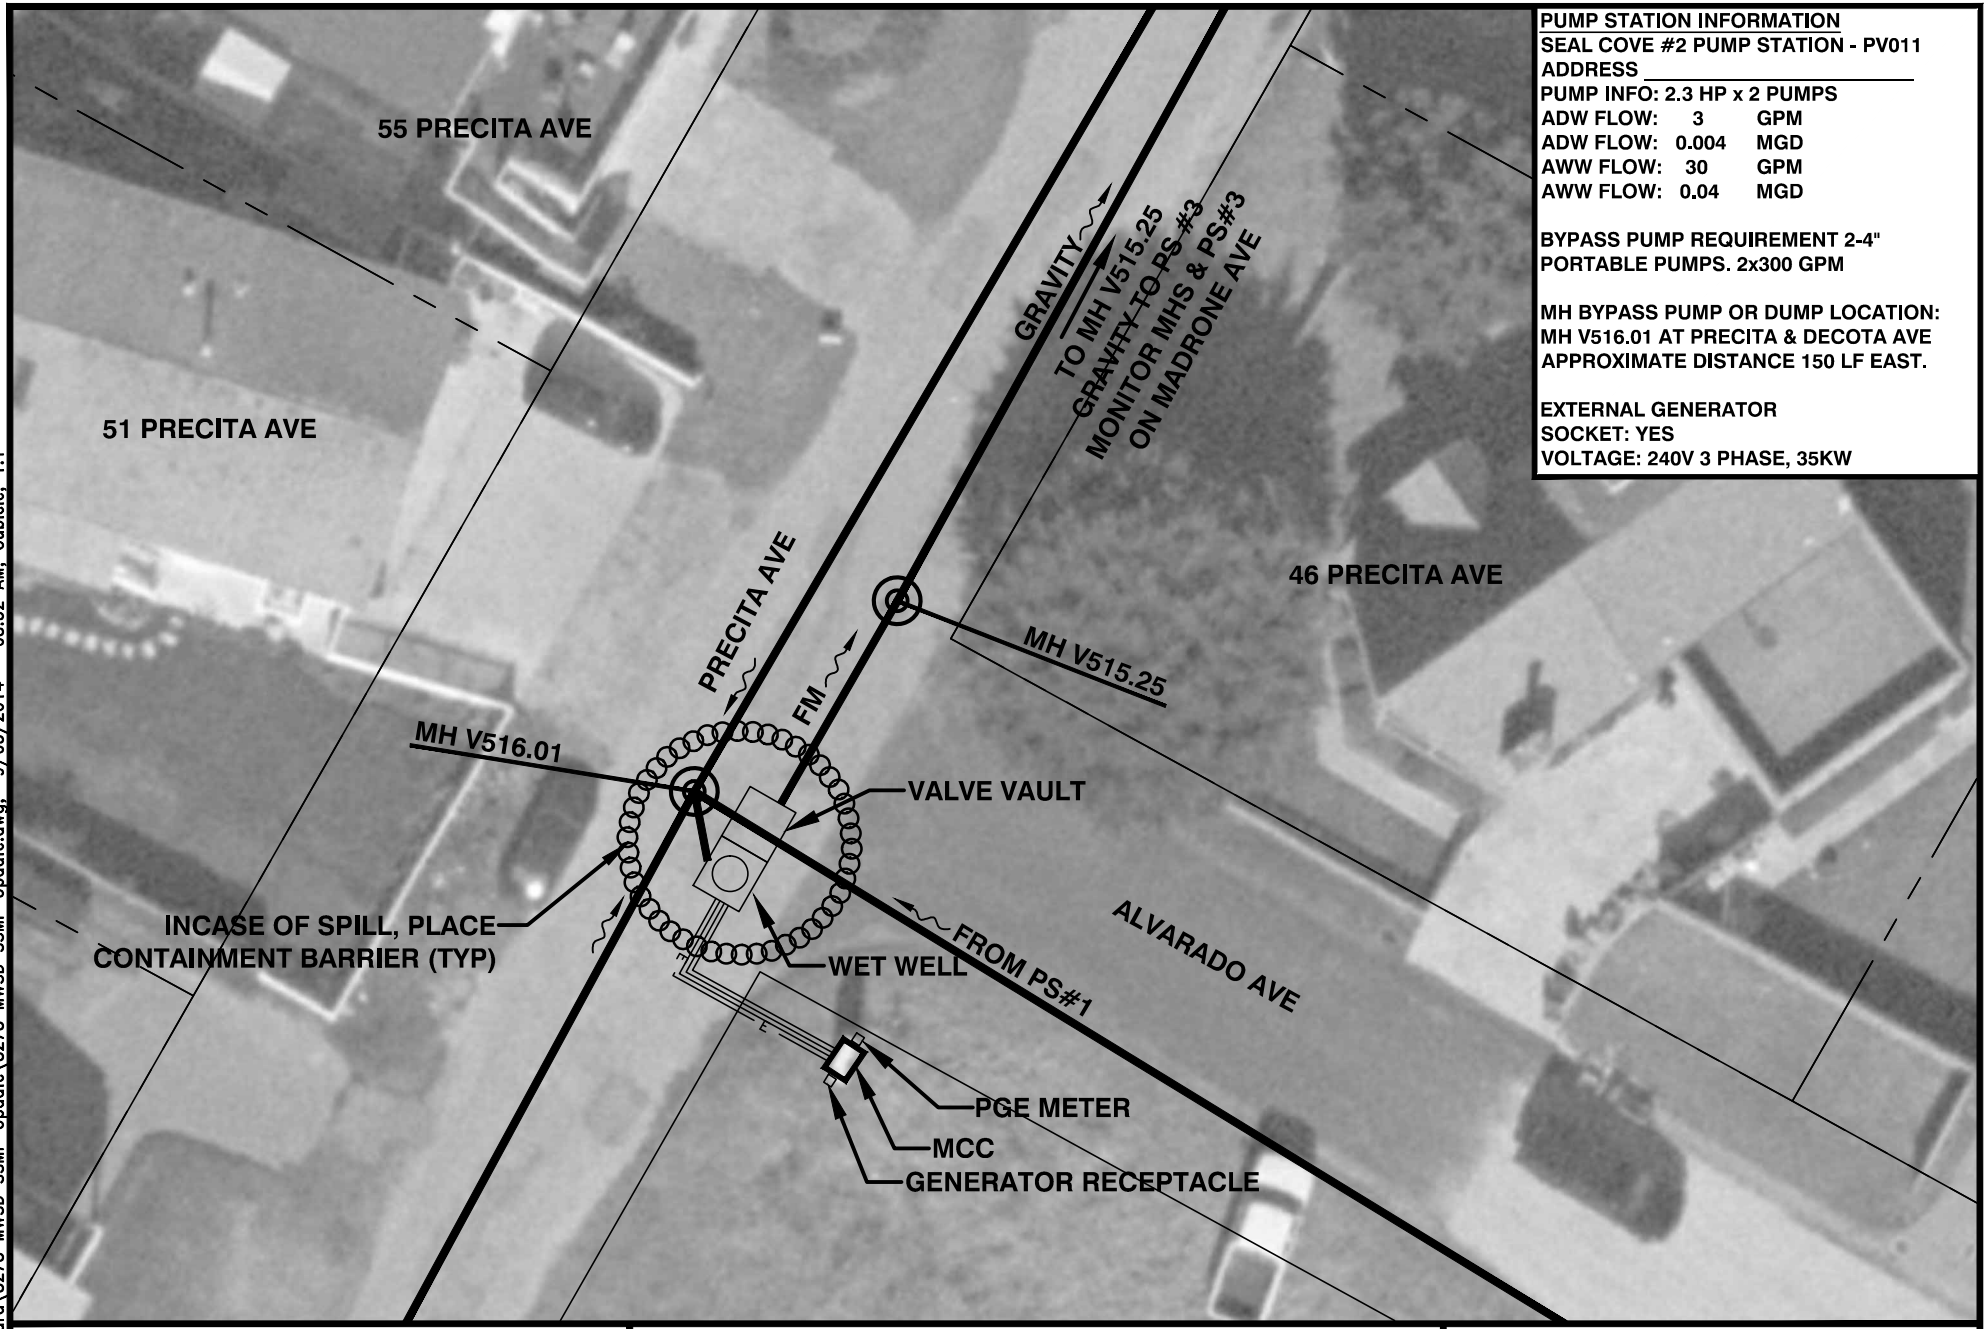 PUMP STATION INFORMATION
SEAL COVE #2 PUMP STATION - PV011
ADDRESS
PUMP INFO: 2.3 HP x 2 PUMPS
ADW FLOW: 3 GPM
ADW FLOW: 0.004 MGD
AWW FLOW: 30 GPM
AWW FLOW: 0.04 MGD
BYPASS PUMP REQUIREMENT 2-4"
PORTABLE PUMPS. 2x300 GPM
MH BYPASS PUMP OR DUMP LOCATION:
MH V516.01 AT PRECITA & DECOTA AVE
APPROXIMATE DISTANCE 150 LF EAST.
EXTERNAL GENERATOR
SOCKET: YES
VOLTAGE: 240V 3 PHASE, 35KW
55 PRECITA AVE
51 PRECITA AVE
GRAVITY
TO MH V515.25
GRAVITY TO PS #3
MONITOR MHS & PS#3
ON MADRONE AVE
46 PRECITA AVE
PRECITA AVE
FM
MH V515.25
MH V516.01
VALVE VAULT
INCASE OF SPILL, PLACE
CONTAINMENT BARRIER (TYP)
WET WELL
FROM PS#1
ALVARADO AVE
E
E
PGE METER
MCC
GENERATOR RECEPTACLE